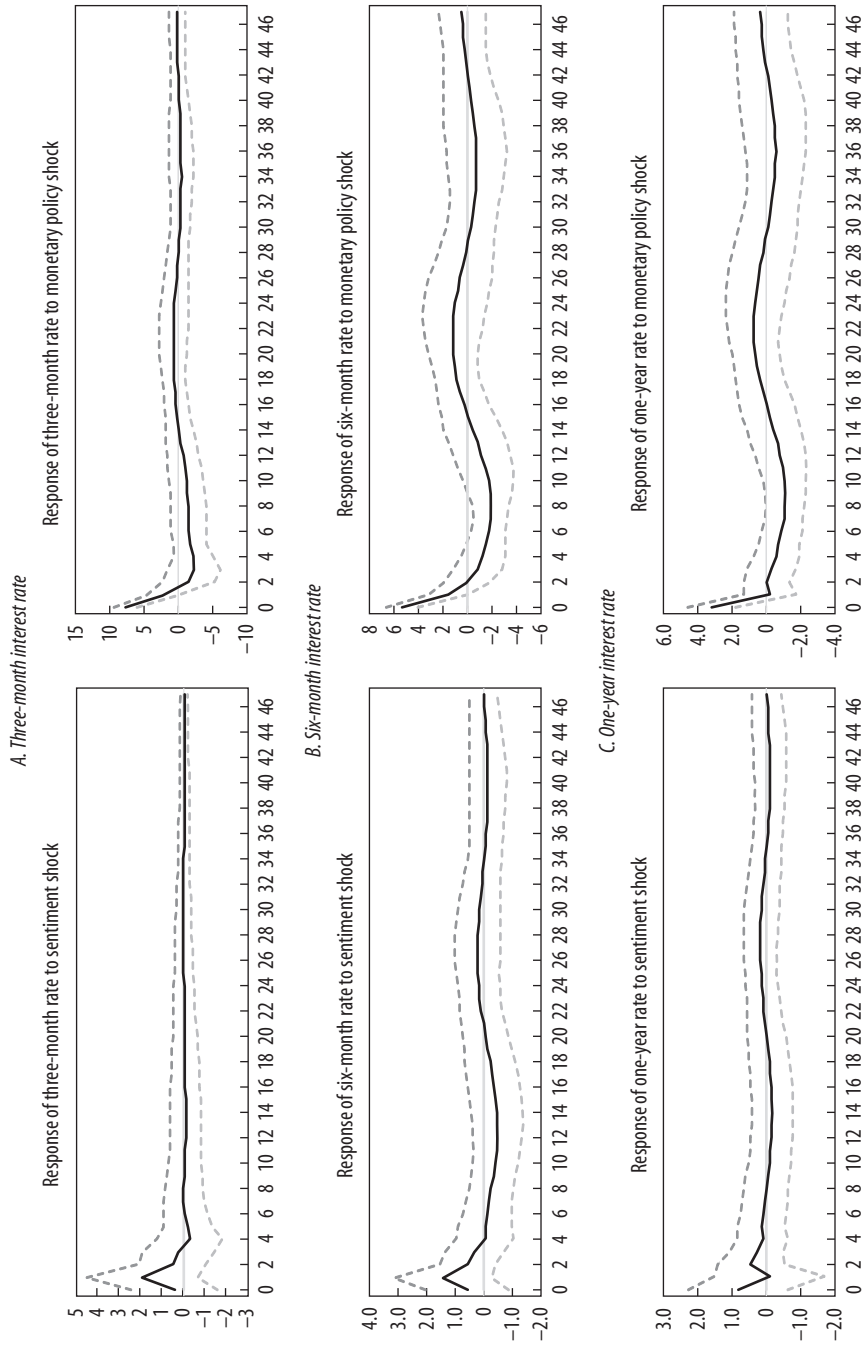 A. Three-month interest rate
Response of three-month rate to sentiment shock
5
4
3
2
1
0
−1
−2
−3
0 2 4 6 8 10 12 14 16 18 20 22 24 26 28 30 32 34 36 38 40 42 44 46
Response of three-month rate to monetary policy shock
15
10
5
0
−5
−10
0 2 4 6 8 10 12 14 16 18 20 22 24 26 28 30 32 34 36 38 40 42 44 46
B. Six-month interest rate
Response of six-month rate to sentiment shock
4.0
3.0
2.0
1.0
0
−1.0
−2.0
0 2 4 6 8 10 12 14 16 18 20 22 24 26 28 30 32 34 36 38 40 42 44 46
Response of six-month rate to monetary policy shock
8
6
4
2
0
−2
−4
−6
0 2 4 6 8 10 12 14 16 18 20 22 24 26 28 30 32 34 36 38 40 42 44 46
C. One-year interest rate
Response of one-year rate to sentiment shock
3.0
2.0
1.0
0
−1.0
−2.0
0 2 4 6 8 10 12 14 16 18 20 22 24 26 28 30 32 34 36 38 40 42 44 46
Response of one-year rate to monetary policy shock
6.0
4.0
2.0
0
−2.0
−4.0
0 2 4 6 8 10 12 14 16 18 20 22 24 26 28 30 32 34 36 38 40 42 44 46